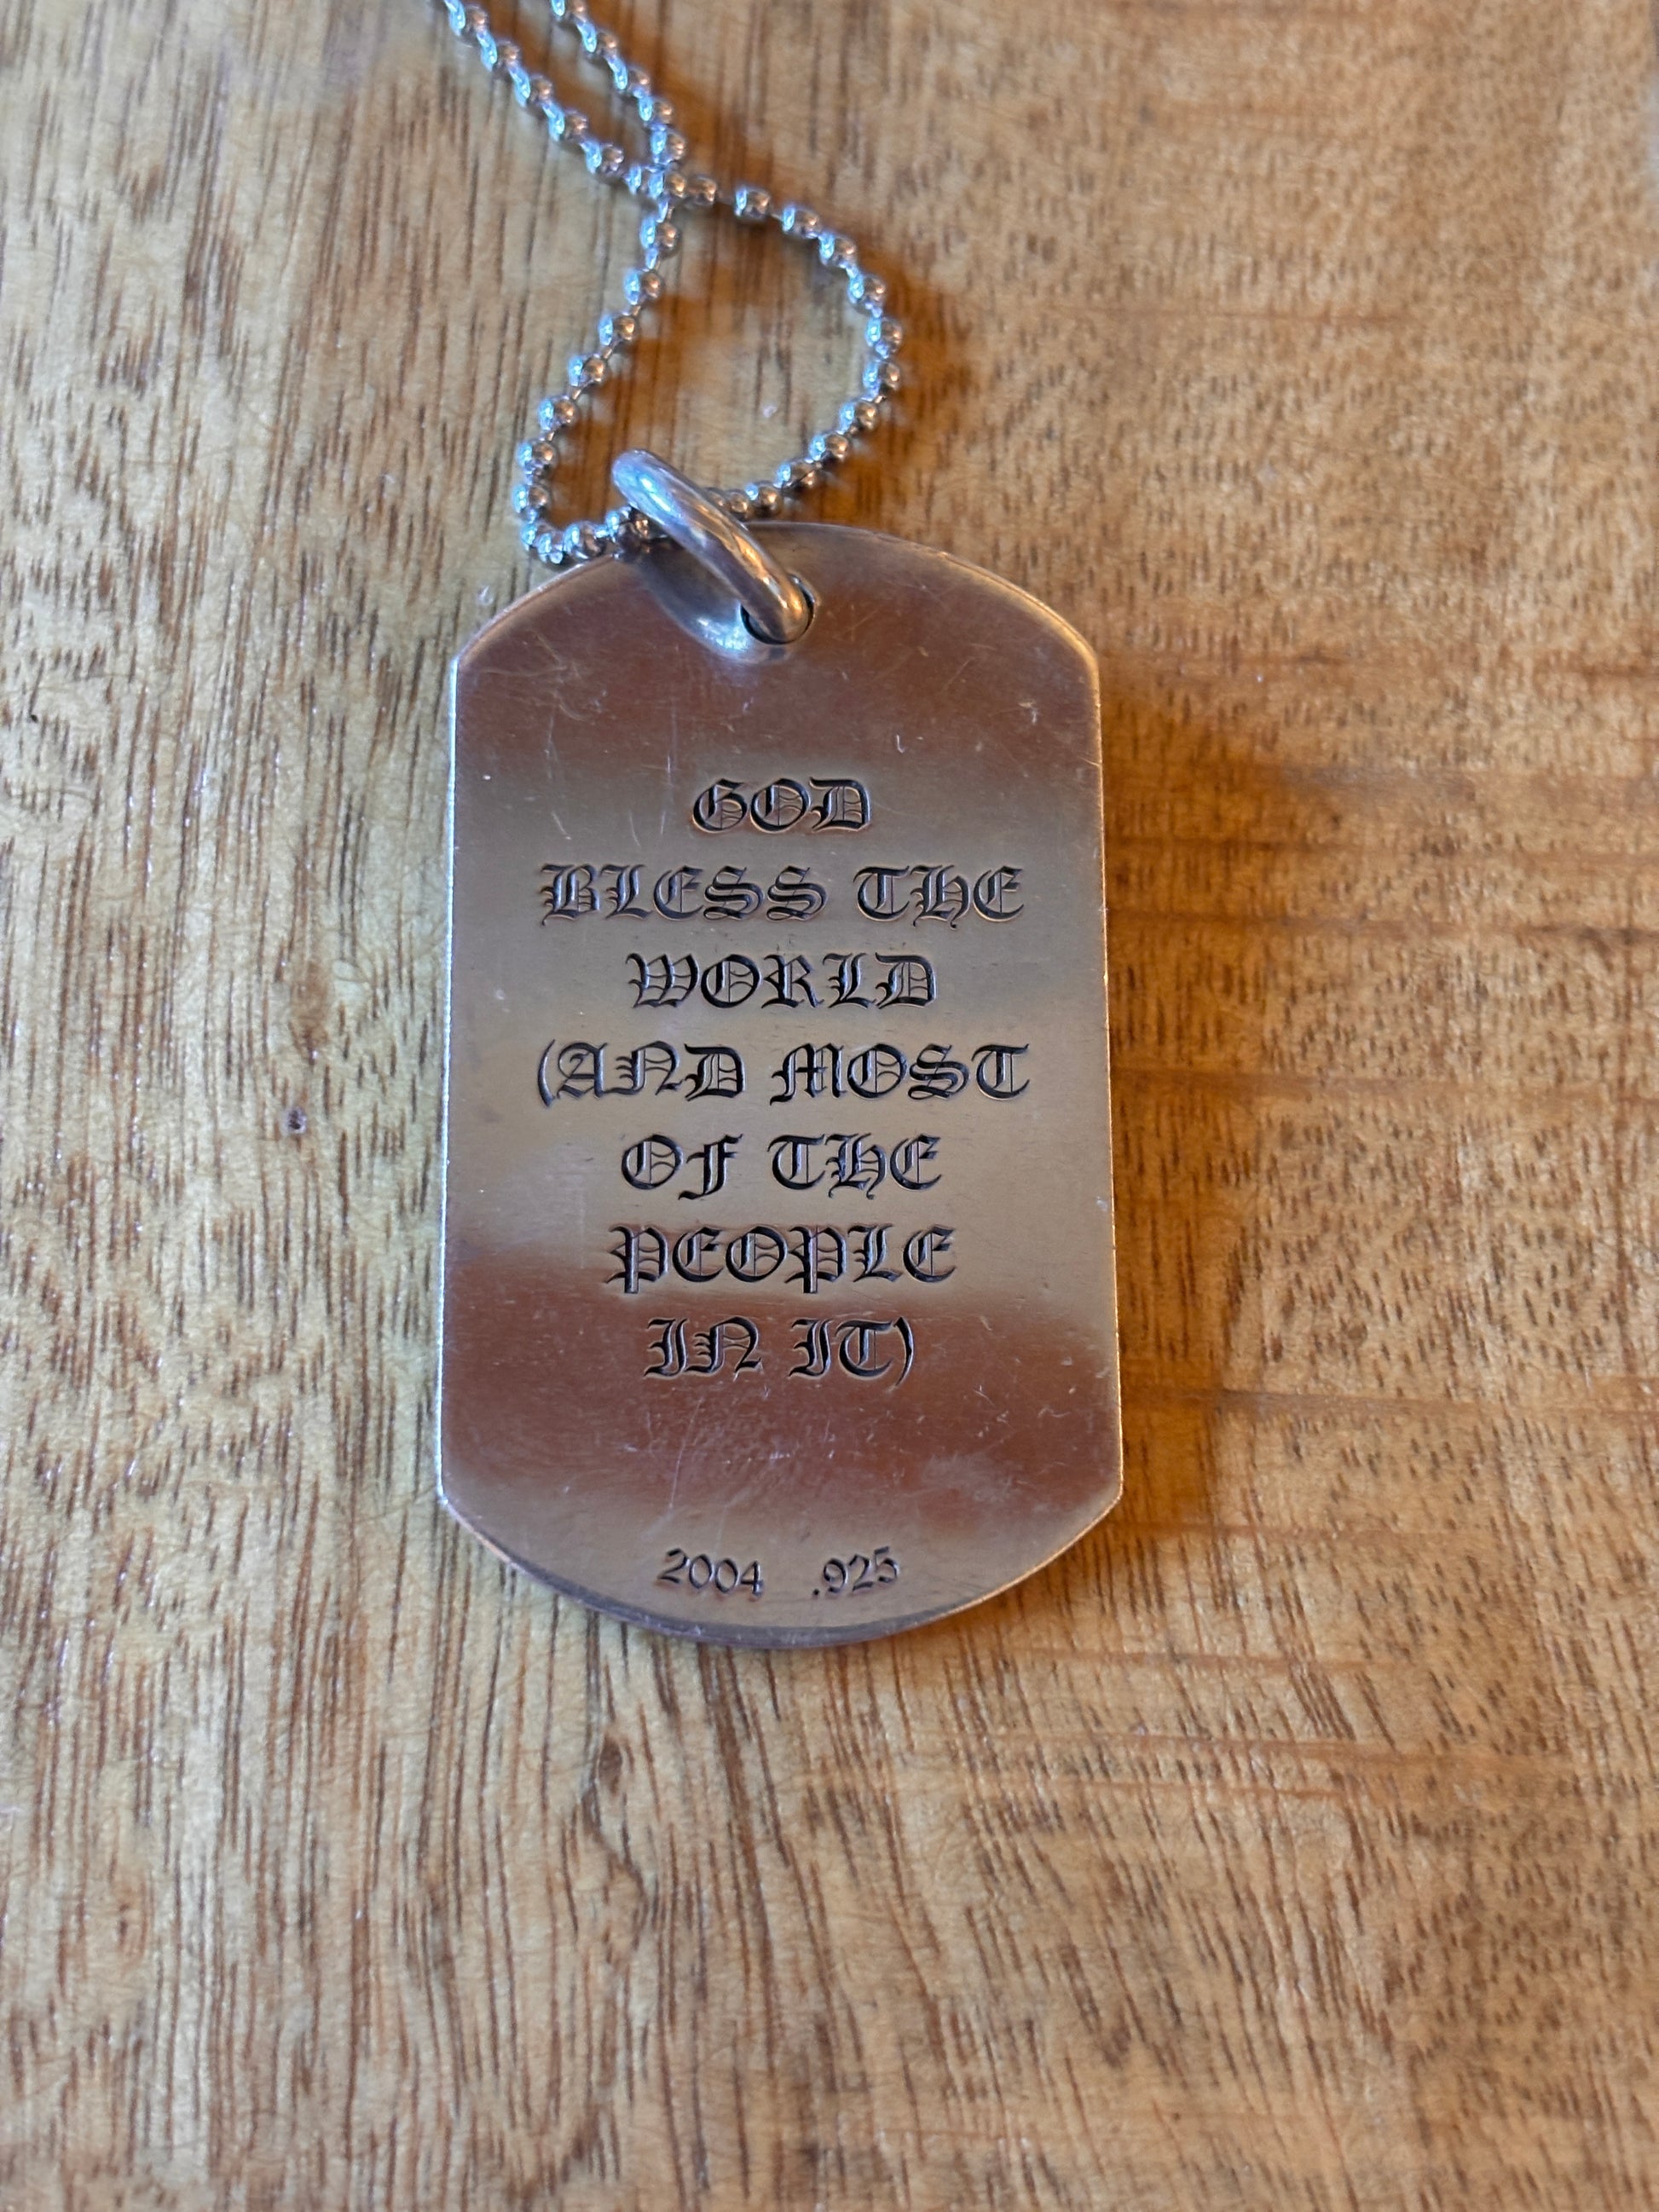 GOD
BLESS THE
WORLD
(AND MOST
OF THE
PEOPLE
IN IT)
2004 .925